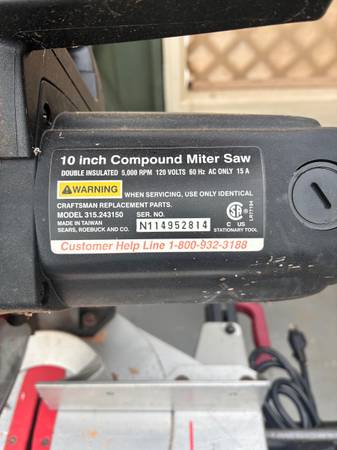 10 inch Compound Miter Saw
DOUBLE INSULATED 5,000 RPM 120 VOLTS 60 Hz AC ONLY 15 A
WARNING WHEN SERVICING, USE ONLY IDENTICAL
CRAFTSMAN REPLACEMENT PARTS.
MODEL 315.243150 SERIAL NO.
MADE IN TAIWAN
SEARS, ROEBUCK AND CO.
N114952814
C US
STATIONARY TOOL
Customer Help Line 1-800-932-3188